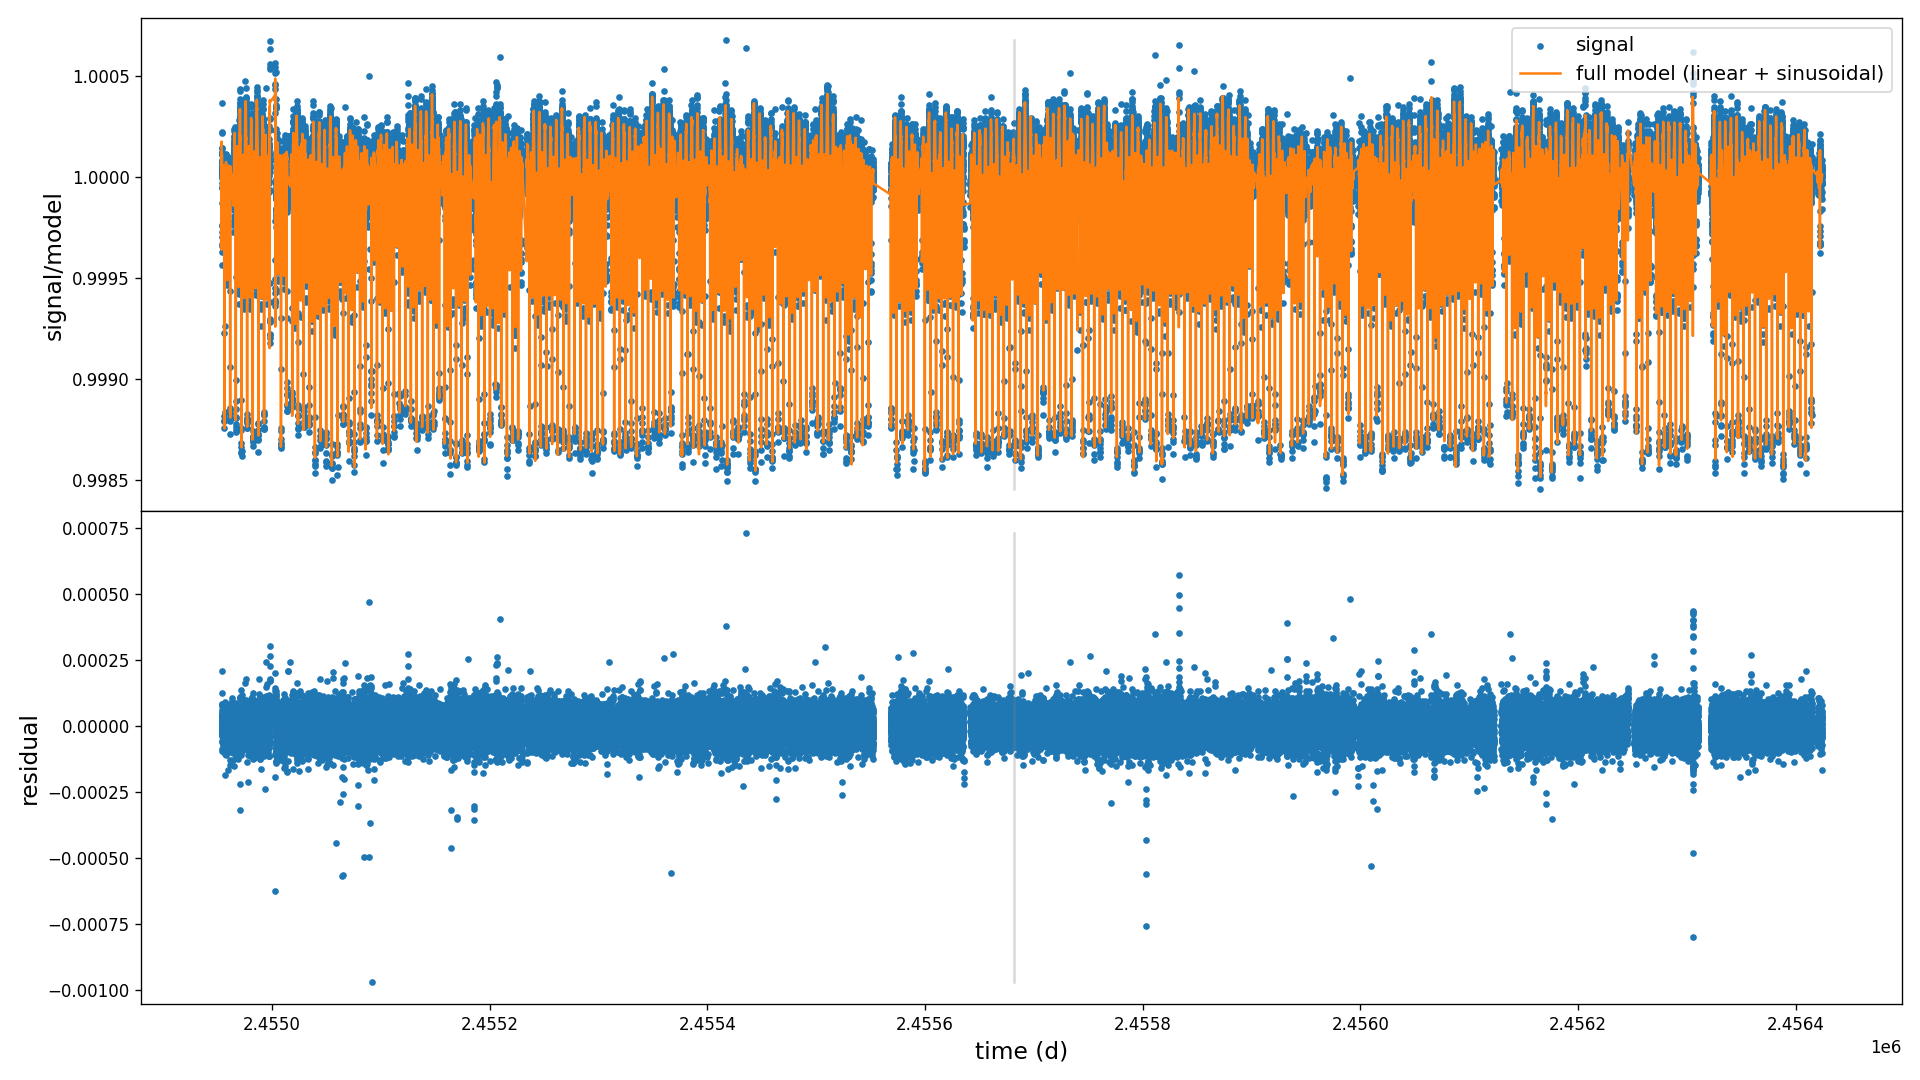 signal
full model (linear + sinusoidal)
signal/model
1.0005
1.0000
0.9995
0.9990
0.9985
residual
0.00075
0.00050
0.00025
0.00000
−0.00025
−0.00050
−0.00075
−0.00100
2.4550 2.4552 2.4554 2.4556 2.4558 2.4560 2.4562 2.4564
1e6
time (d)